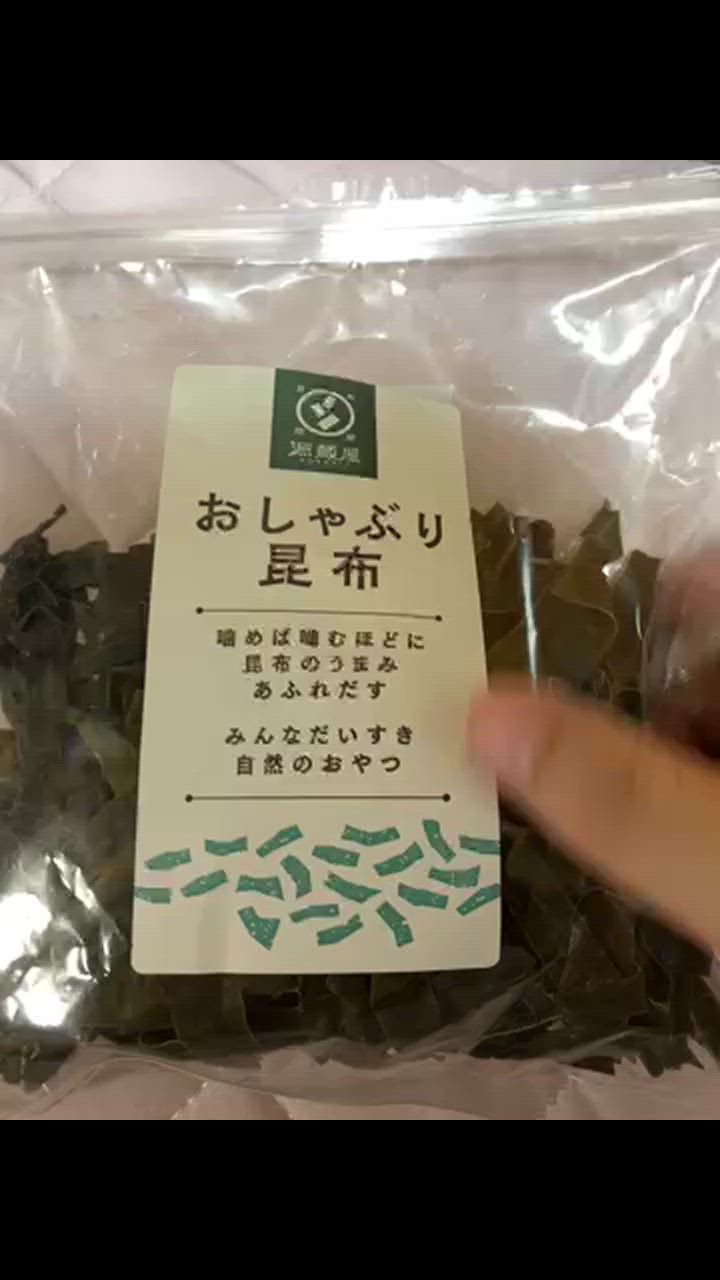 おしゃぶり
昆布
噛めば噛むほどに
昆布のうまみ
あふれだす
みんなだいすき
自然のおやつ